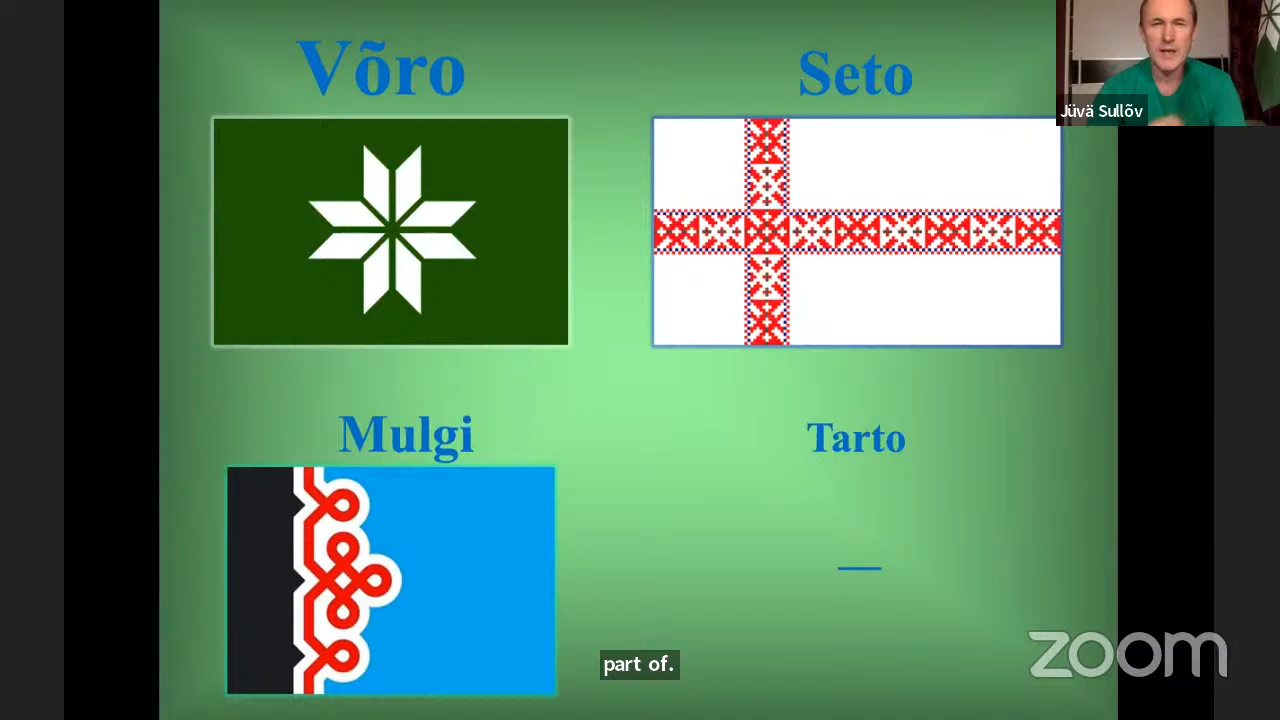 Võro
Seto
Jüvä Sullõv
Mulgi
Tarto
—
part of.
zoom